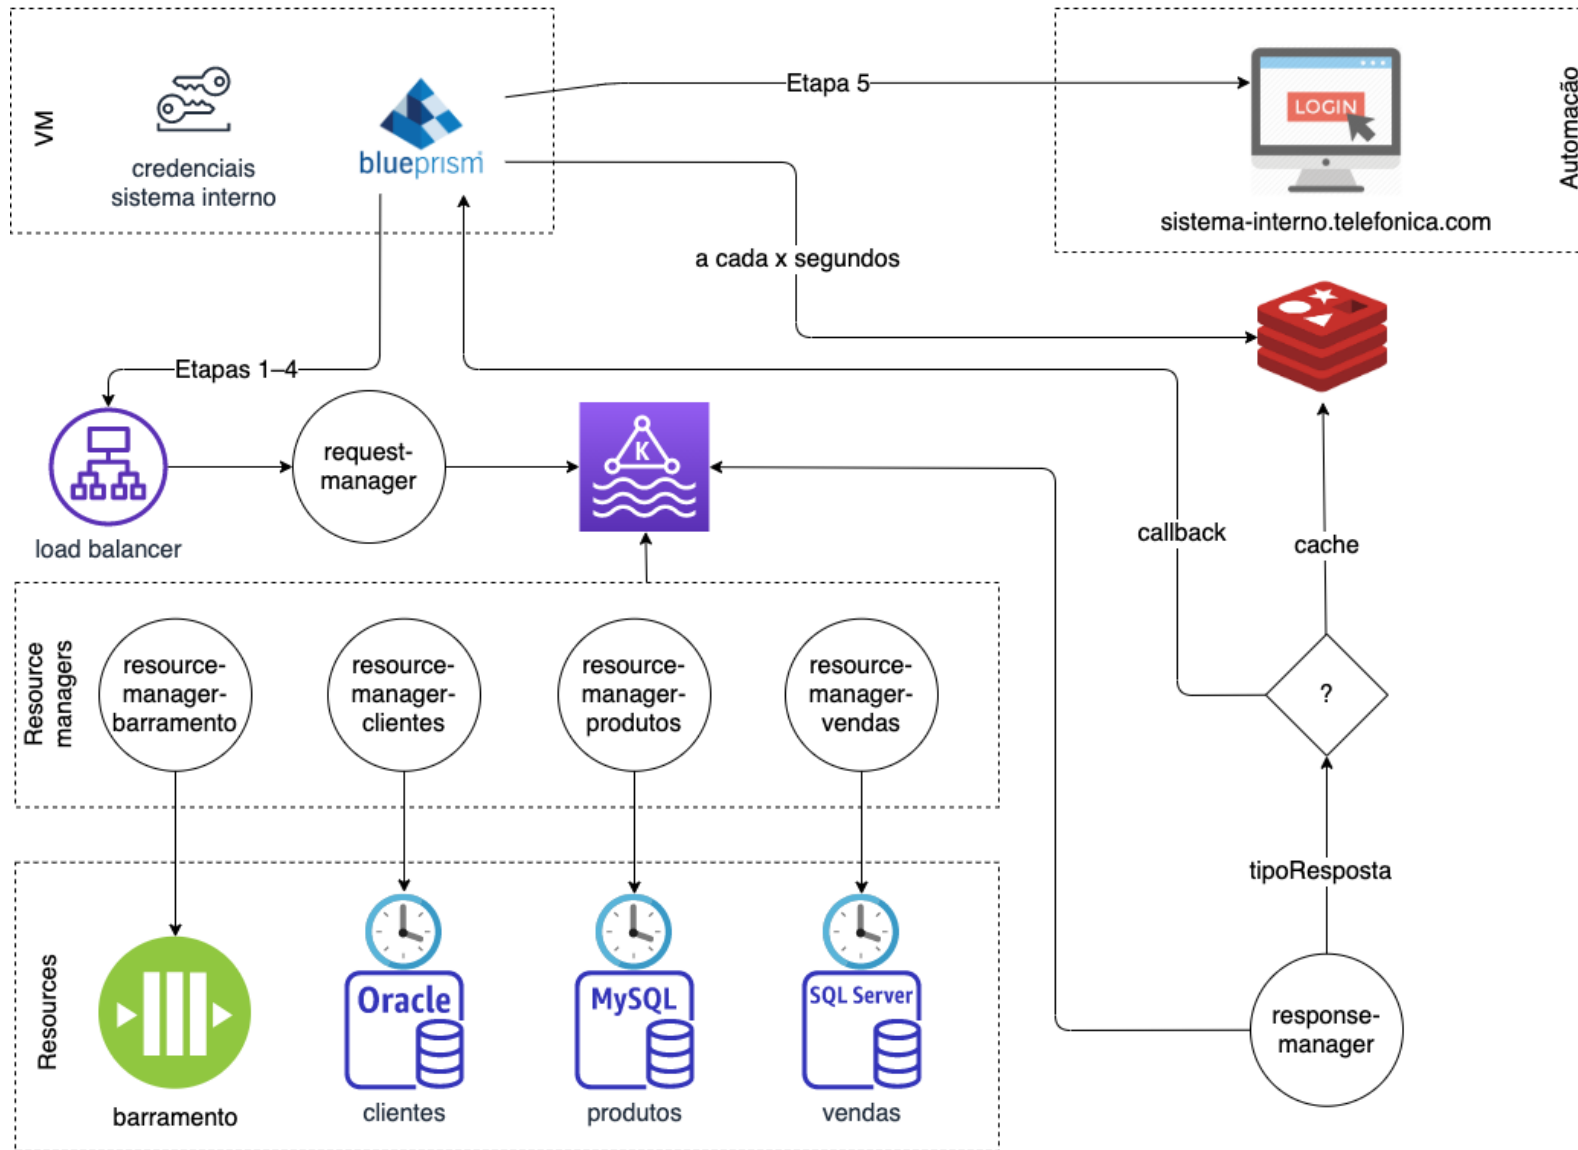 VM
credenciais
sistema interno
blueprism
Etapa 5
LOGIN
sistema-interno.telefonica.com
Automação
a cada x segundos
Etapas 1–4
load balancer
request-
manager
K
callback
cache
Resource
managers
resource-
manager-
barramento
resource-
manager-
clientes
resource-
manager-
produtos
resource-
manager-
vendas
?
tipoResposta
Resources
barramento
Oracle
clientes
MySQL
produtos
SQL Server
vendas
response-
manager